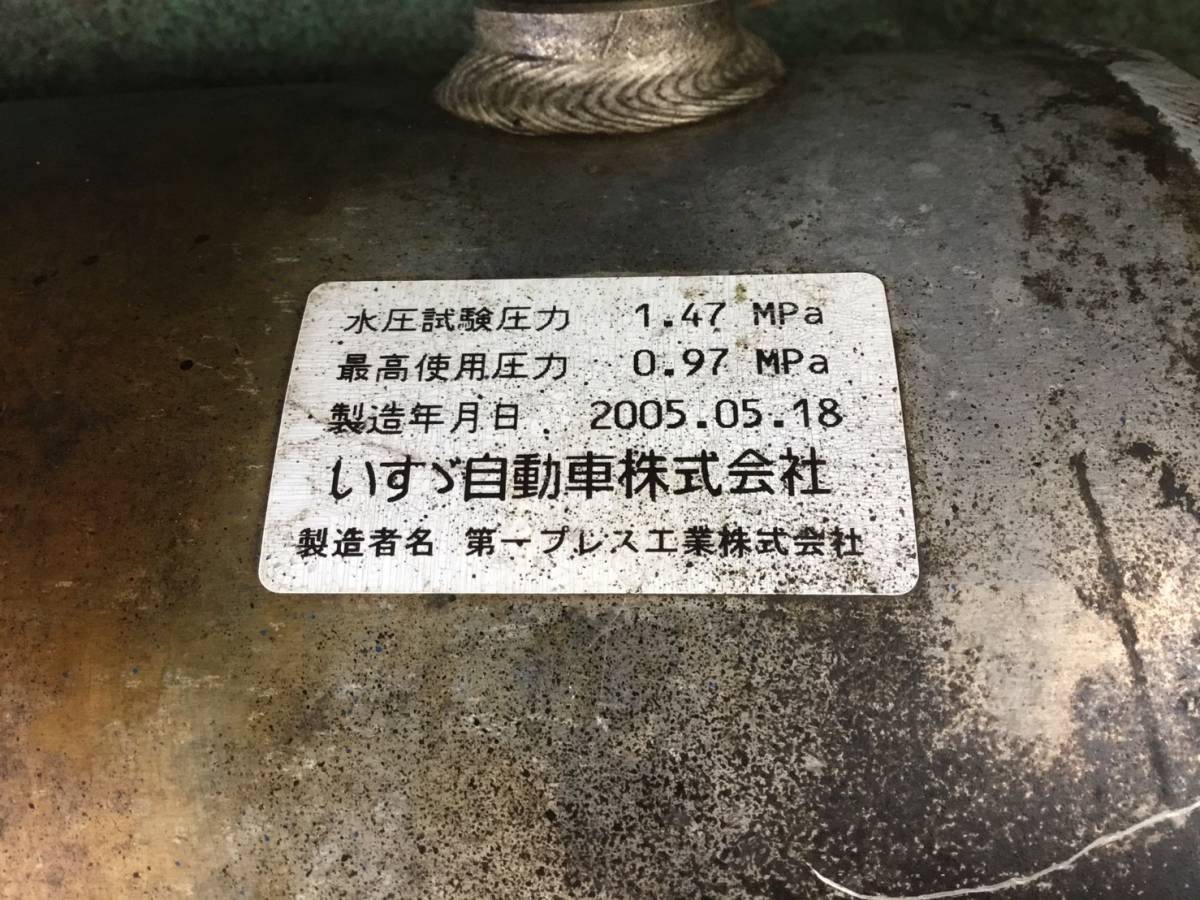 水圧試験圧力 1.47 MPa
最高使用圧力 0.97 MPa
製造年月日 2005.05.18
いすゞ自動車株式会社
製造者名 第一プレス工業株式会社